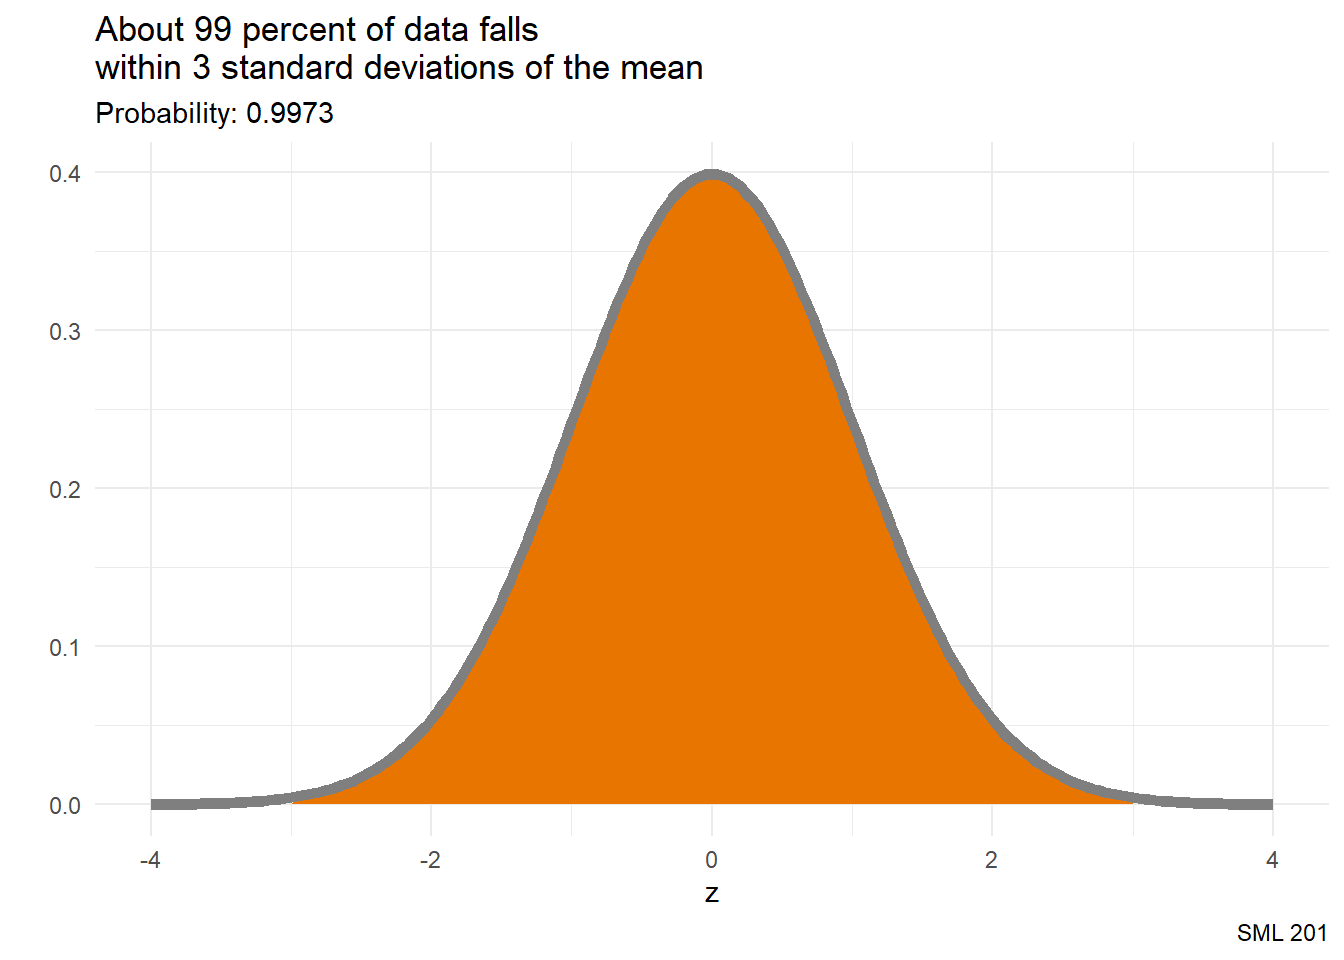 About 99 percent of data falls
within 3 standard deviations of the mean
Probability: 0.9973
0.4
0.3
0.2
0.1
0.0
-4 -2 0 2 4
z
SML 201